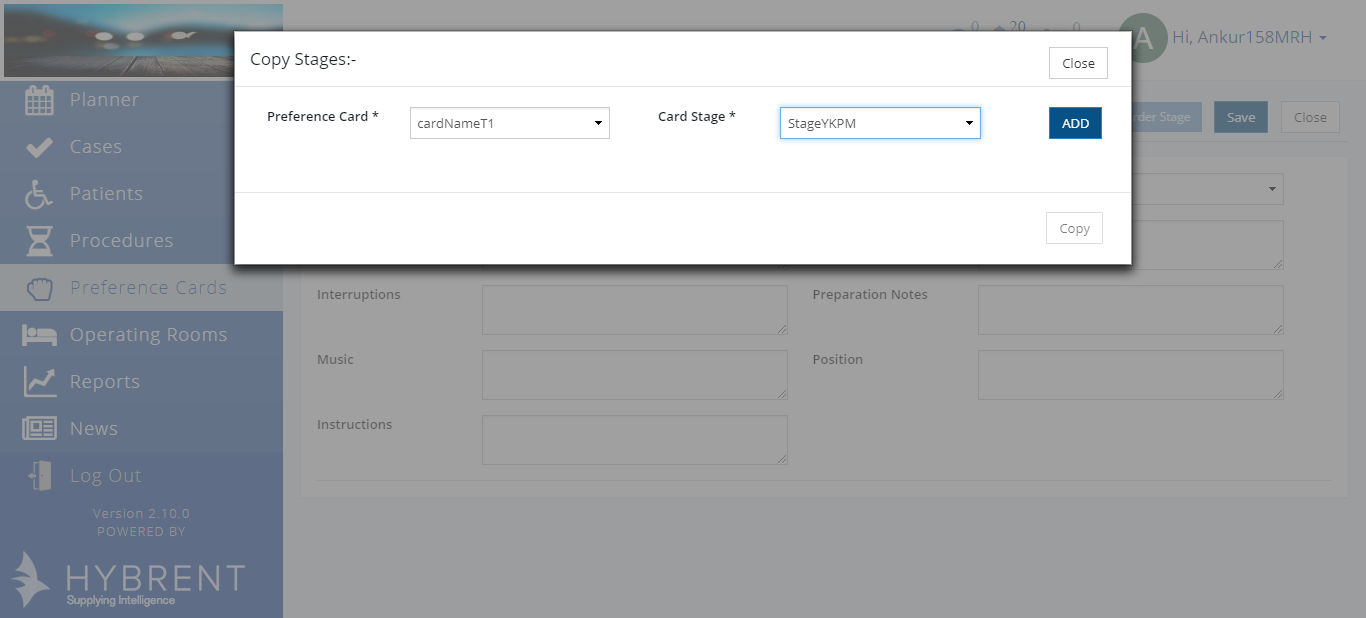 0 20 0
A Hi, Ankur158MRH
Copy Stages:-
Close
Preference Card *
cardNameT1
Card Stage *
StageYKPM
ADD
Copy
Planner
Cases
Patients
Procedures
Preference Cards
Operating Rooms
Reports
News
Log Out
Version 2.10.0
POWERED BY
HYBRENT
Supplying Intelligence
Stage Save Close
Interruptions
Preparation Notes
Music
Position
Instructions